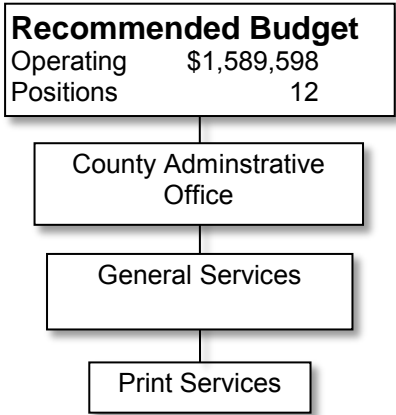 Recommended Budget
Operating $1,589,598
Positions 12
County Adminstrative
Office
General Services
Print Services